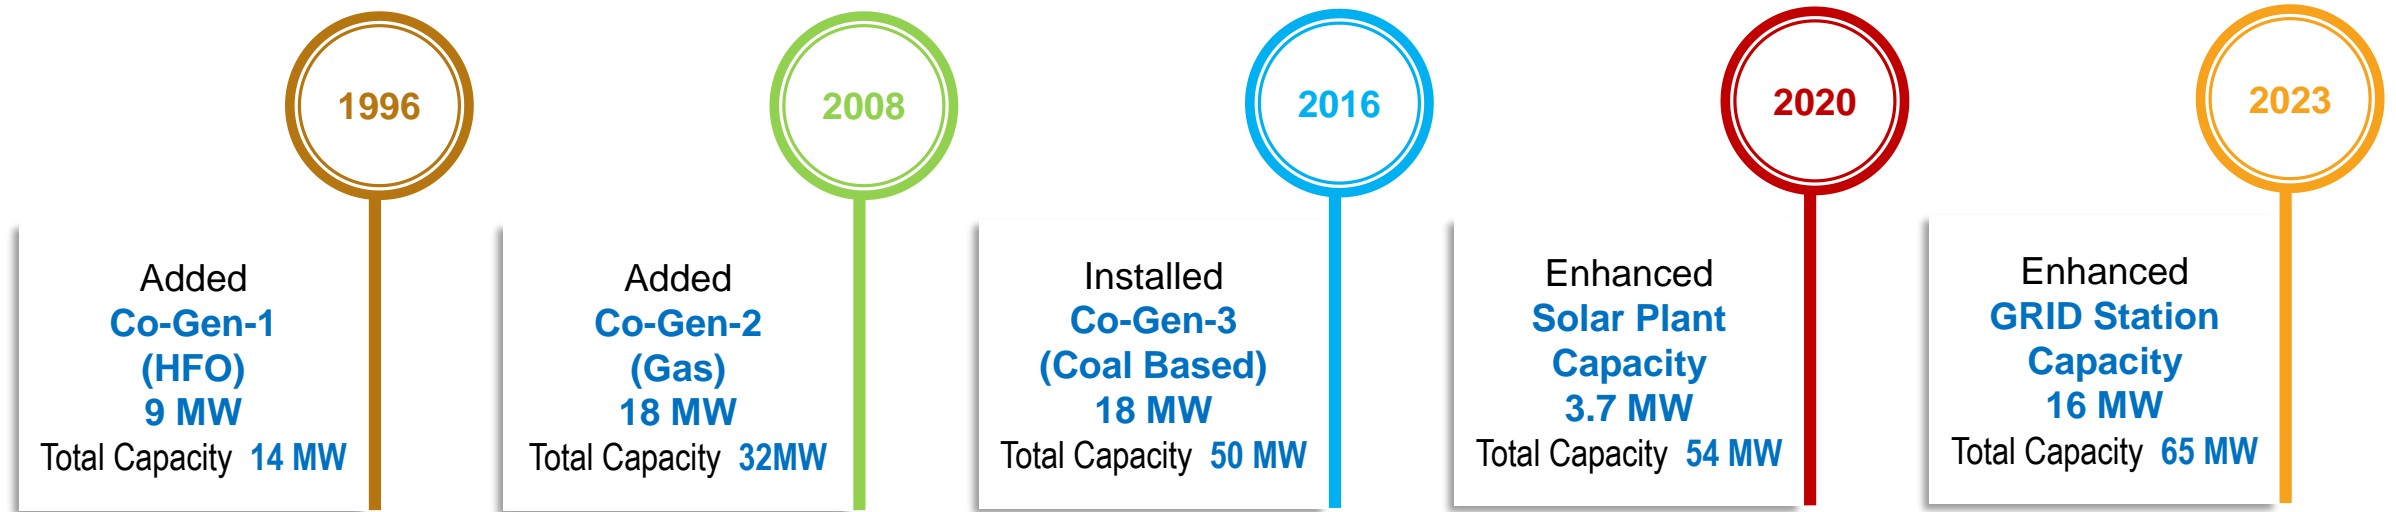 1996
Added
Co-Gen-1
(HFO)
9 MW
Total Capacity 14 MW
2008
Added
Co-Gen-2
(Gas)
18 MW
Total Capacity 32MW
2016
Installed
Co-Gen-3
(Coal Based)
18 MW
Total Capacity 50 MW
2020
Enhanced
Solar Plant
Capacity
3.7 MW
Total Capacity 54 MW
2023
Enhanced
GRID Station
Capacity
16 MW
Total Capacity 65 MW